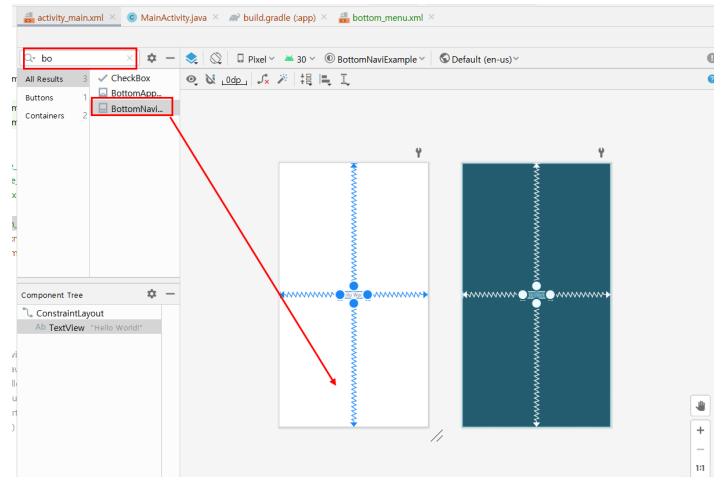 activity_main.xml MainActivity.java build.gradle (app) bottom_menu.xml
bo
Pixel 30 BottomNaviExample Default (en-us)
0dp
All Results 3
Buttons 1
Containers 2
CheckBox
BottomApp...
BottomNavi...
Component Tree
ConstraintLayout
Ab TextView "Hello World!"
1:1